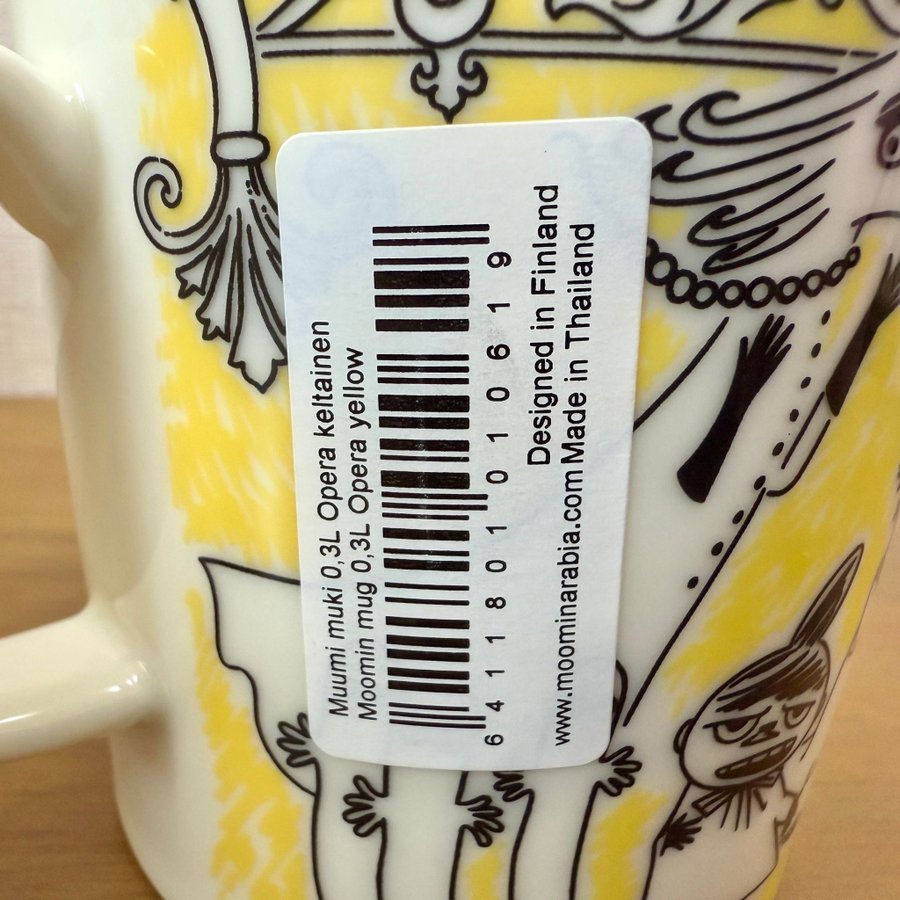 Muumi muki 0,3L Opera keltainen
Moomin mug 0,3L Opera yellow
6 411801 010619
Designed in Finland
www.moominarabia.com Made in Thailand